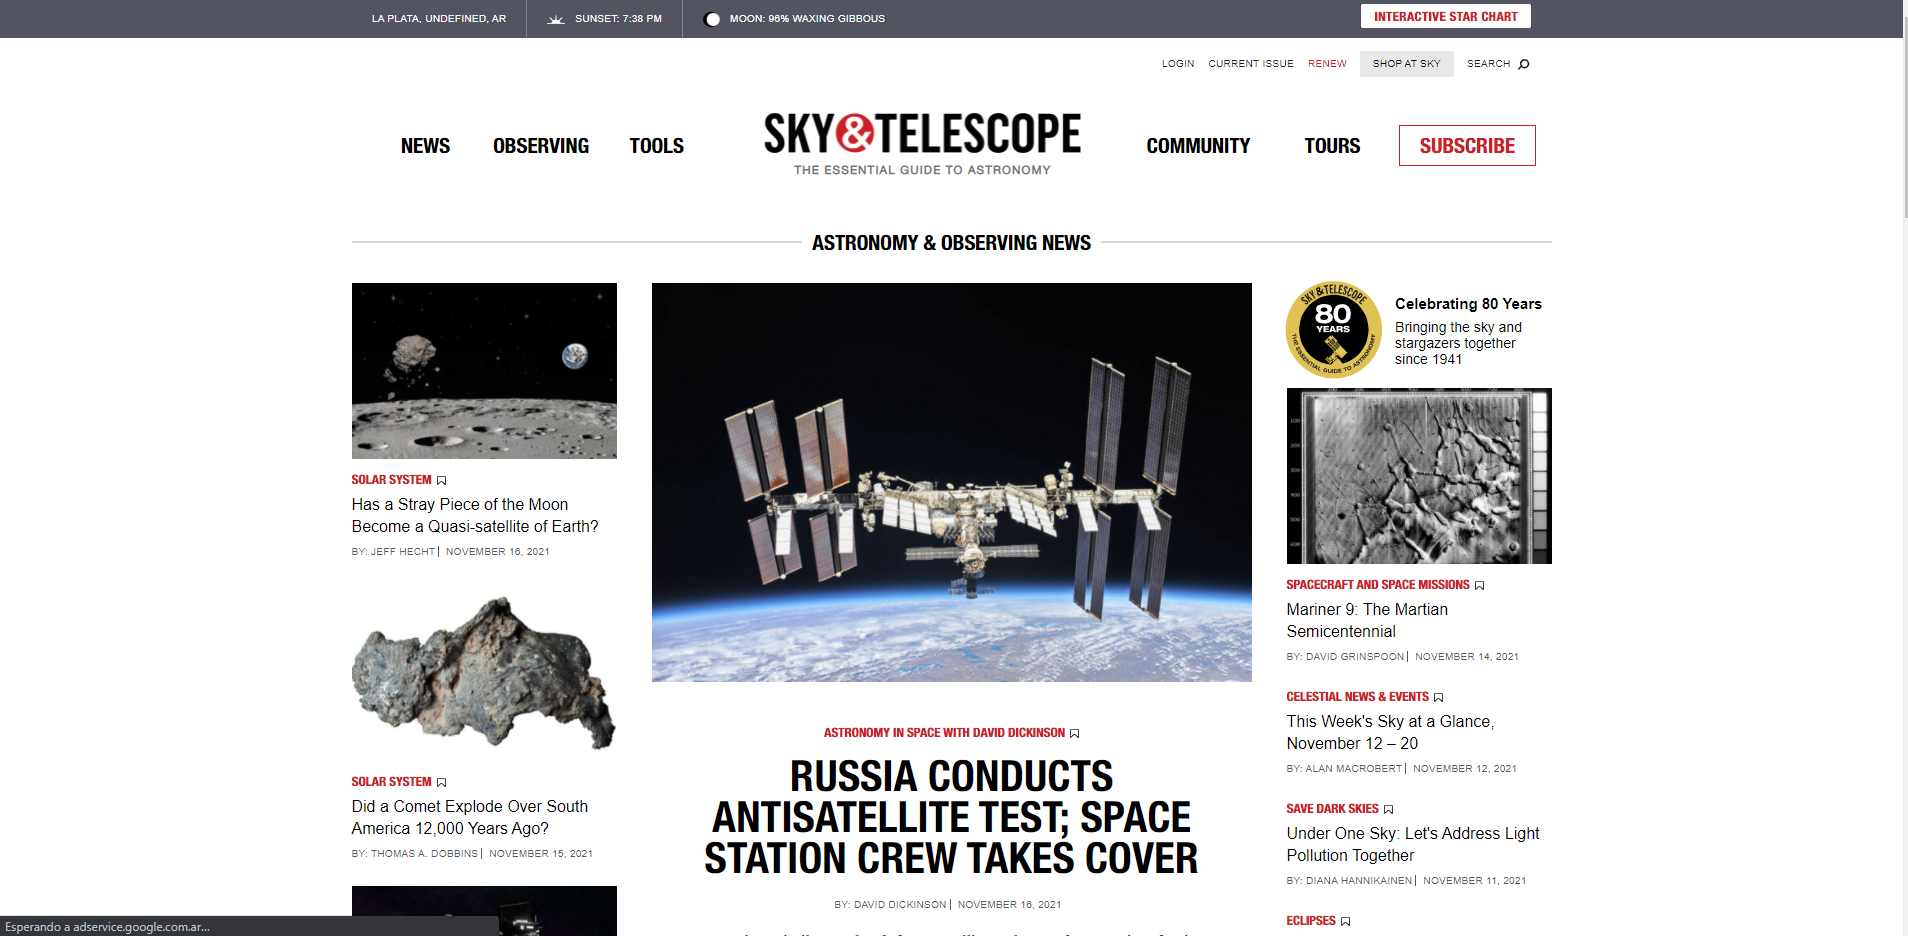 LA PLATA, UNDEFINED, AR
SUNSET: 7:38 PM
MOON: 96% WAXING GIBBOUS
INTERACTIVE STAR CHART
LOGIN
CURRENT ISSUE
RENEW
SHOP AT SKY
SEARCH
NEWS
OBSERVING
TOOLS
SKY&TELESCOPE
THE ESSENTIAL GUIDE TO ASTRONOMY
COMMUNITY
TOURS
SUBSCRIBE
ASTRONOMY & OBSERVING NEWS
SOLAR SYSTEM
Has a Stray Piece of the Moon
Become a Quasi-satellite of Earth?
BY: JEFF HECHT| NOVEMBER 16, 2021
SOLAR SYSTEM
Did a Comet Explode Over South
America 12,000 Years Ago?
BY: THOMAS A. DOBBINS| NOVEMBER 15, 2021
ASTRONOMY IN SPACE WITH DAVID DICKINSON
RUSSIA CONDUCTS
ANTISATELLITE TEST; SPACE
STATION CREW TAKES COVER
BY: DAVID DICKINSON| NOVEMBER 16, 2021
SKY & TELESCOPE
80
YEARS
THE ESSENTIAL GUIDE TO ASTRONOMY
Celebrating 80 Years
Bringing the sky and
stargazers together
since 1941
SPACECRAFT AND SPACE MISSIONS
Mariner 9: The Martian
Semicentennial
BY: DAVID GRINSPOON| NOVEMBER 14, 2021
CELESTIAL NEWS & EVENTS
This Week's Sky at a Glance,
November 12 – 20
BY: ALAN MACROBERT| NOVEMBER 12, 2021
SAVE DARK SKIES
Under One Sky: Let's Address Light
Pollution Together
BY: DIANA HANNIKAINEN| NOVEMBER 11, 2021
ECLIPSES
Esperando a adservice.google.com.ar...